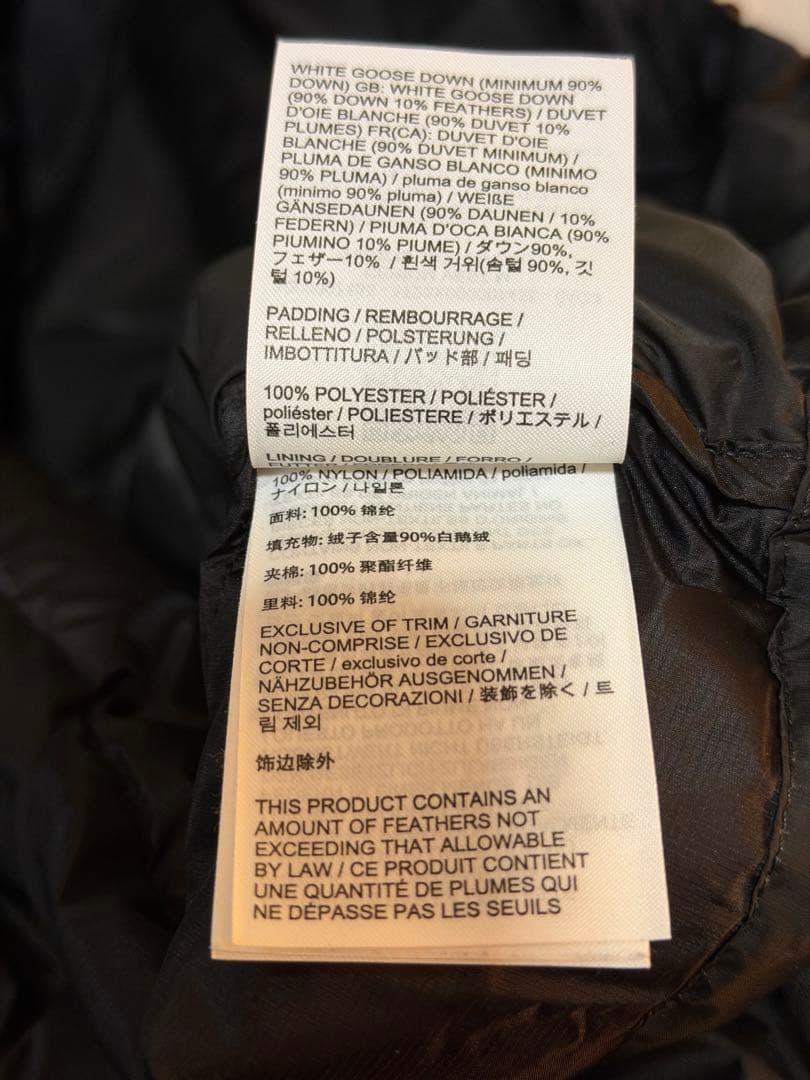 WHITE GOOSE DOWN (MINIMUM 90%
DOWN) GB: WHITE GOOSE DOWN
(90% DOWN 10% FEATHERS) / DUVET
D'OIE BLANCHE (90% DUVET 10%
PLUMES) FR(CA): DUVET D'OIE
BLANCHE (90% DUVET MINIMUM) /
PLUMA DE GANSO BLANCO (MINIMO
90% PLUMA) / pluma de ganso blanco
(minimo 90% pluma) / WEIßE
GÄNSEDAUNEN (90% DAUNEN / 10%
FEDERN) / PIUMA D'OCA BIANCA (90%
PIUMINO 10% PIUME) / ダウン90%,
フェザー10% / 흰색 거위(솜털 90%, 깃
털 10%)
PADDING / REMBOURRAGE /
RELLENO / POLSTERUNG /
IMBOTTITURA / パッド部 / 패딩
100% POLYESTER / POLIÉSTER /
poliéster / POLIESTERE / ポリエステル /
폴리에스터
LINING / DOUBLURE / FORRO /
100% NYLON / POLIAMIDA / poliamida /
ナイロン / 나일론
面料: 100% 锦纶
填充物: 绒子含量90%白鹅绒
夹棉: 100% 聚酯纤维
里料: 100% 锦纶
EXCLUSIVE OF TRIM / GARNITURE
NON-COMPRISE / EXCLUSIVO DE
CORTE / exclusivo de corte /
NÄHZUBEHÖR AUSGENOMMEN /
SENZA DECORAZIONI / 装飾を除く / 트
림 제외
饰边除外
THIS PRODUCT CONTAINS AN
AMOUNT OF FEATHERS NOT
EXCEEDING THAT ALLOWABLE
BY LAW / CE PRODUIT CONTIENT
UNE QUANTITÉ DE PLUMES QUI
NE DÉPASSE PAS LES SEUILS